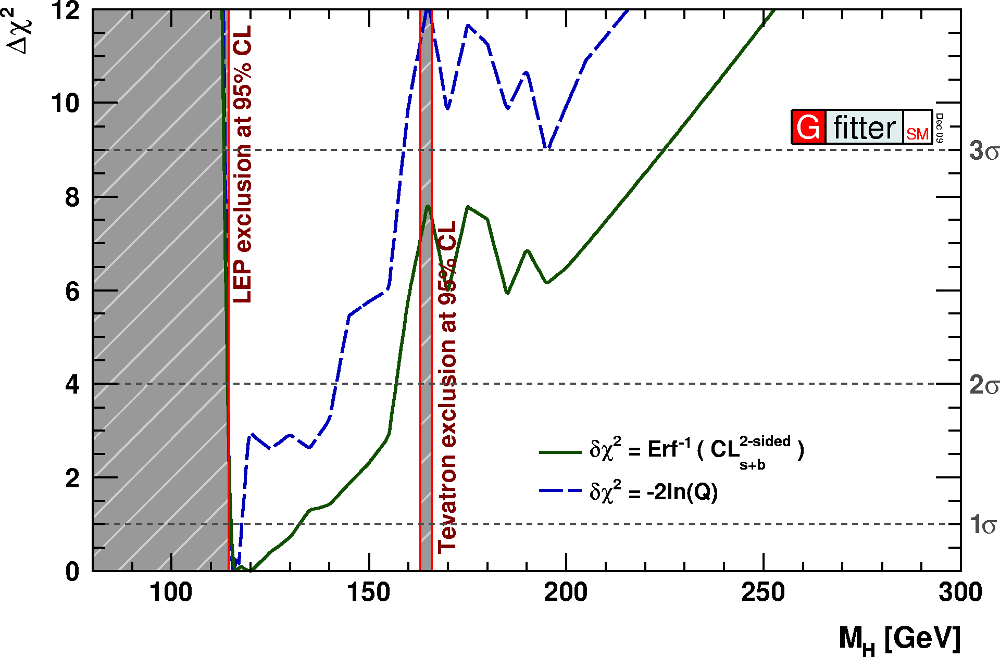 Δχ²
12
10
8
6
4
2
0
LEP exclusion at 95% CL
Tevatron exclusion at 95% CL
G fitter SM
Dec 09
3σ
2σ
1σ
δχ² = Erf⁻¹ ( CL 2-sided s+b )
δχ² = -2ln(Q)
100 150 200 250 300
M_H [GeV]